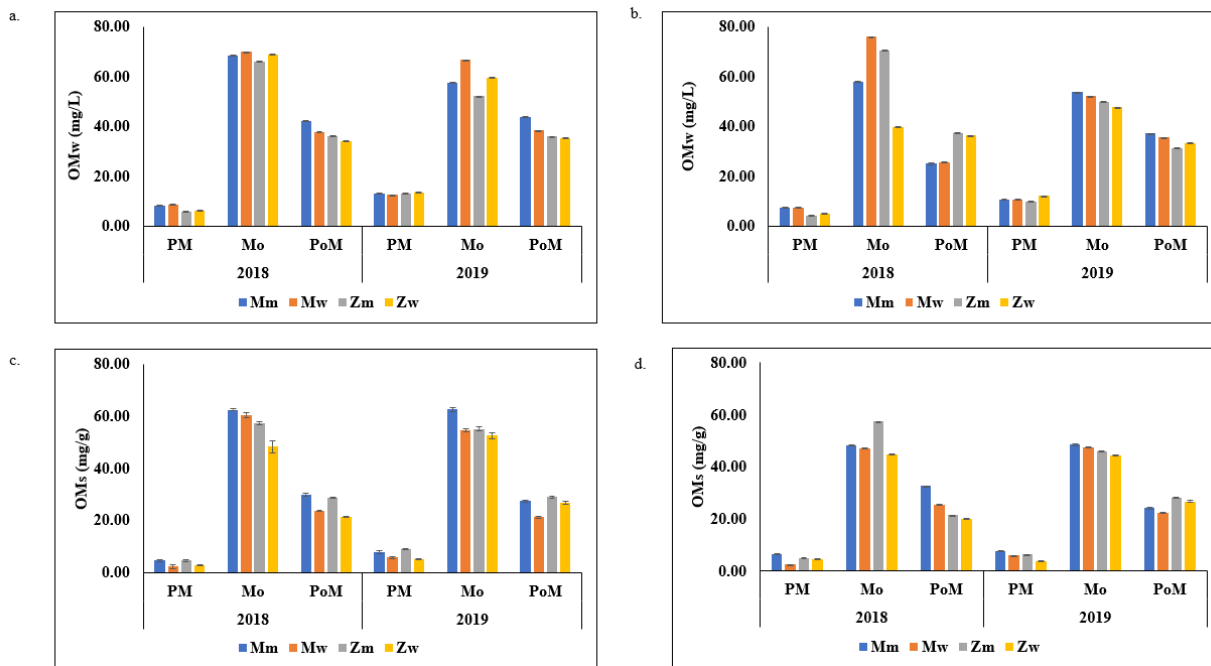 a.
80.00
60.00
40.00
20.00
0.00
OMw (mg/L)
PM Mo PoM PM Mo PoM
2018 2019
Mm Mw Zm Zw
b.
80.00
60.00
40.00
20.00
0.00
OMw (mg/L)
PM Mo PoM PM Mo PoM
2018 2019
Mm Mw Zm Zw
c.
80.00
60.00
40.00
20.00
0.00
OMs (mg/g)
PM Mo PoM PM Mo PoM
2018 2019
Mm Mw Zm Zw
d.
80.00
60.00
40.00
20.00
0.00
OMs (mg/g)
PM Mo PoM PM Mo PoM
2018 2019
Mm Mw Zm Zw